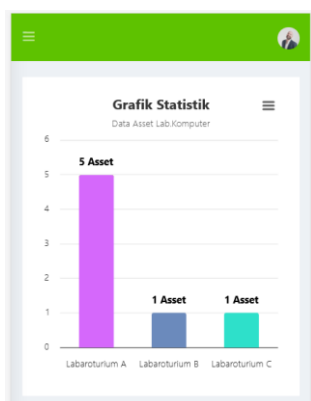 Grafik Statistik
Data Asset Lab.Komputer
6
5 Asset
5
4
3
2
1 Asset 1 Asset
1
0
Labaroturium A Labaroturium B Labaroturium C